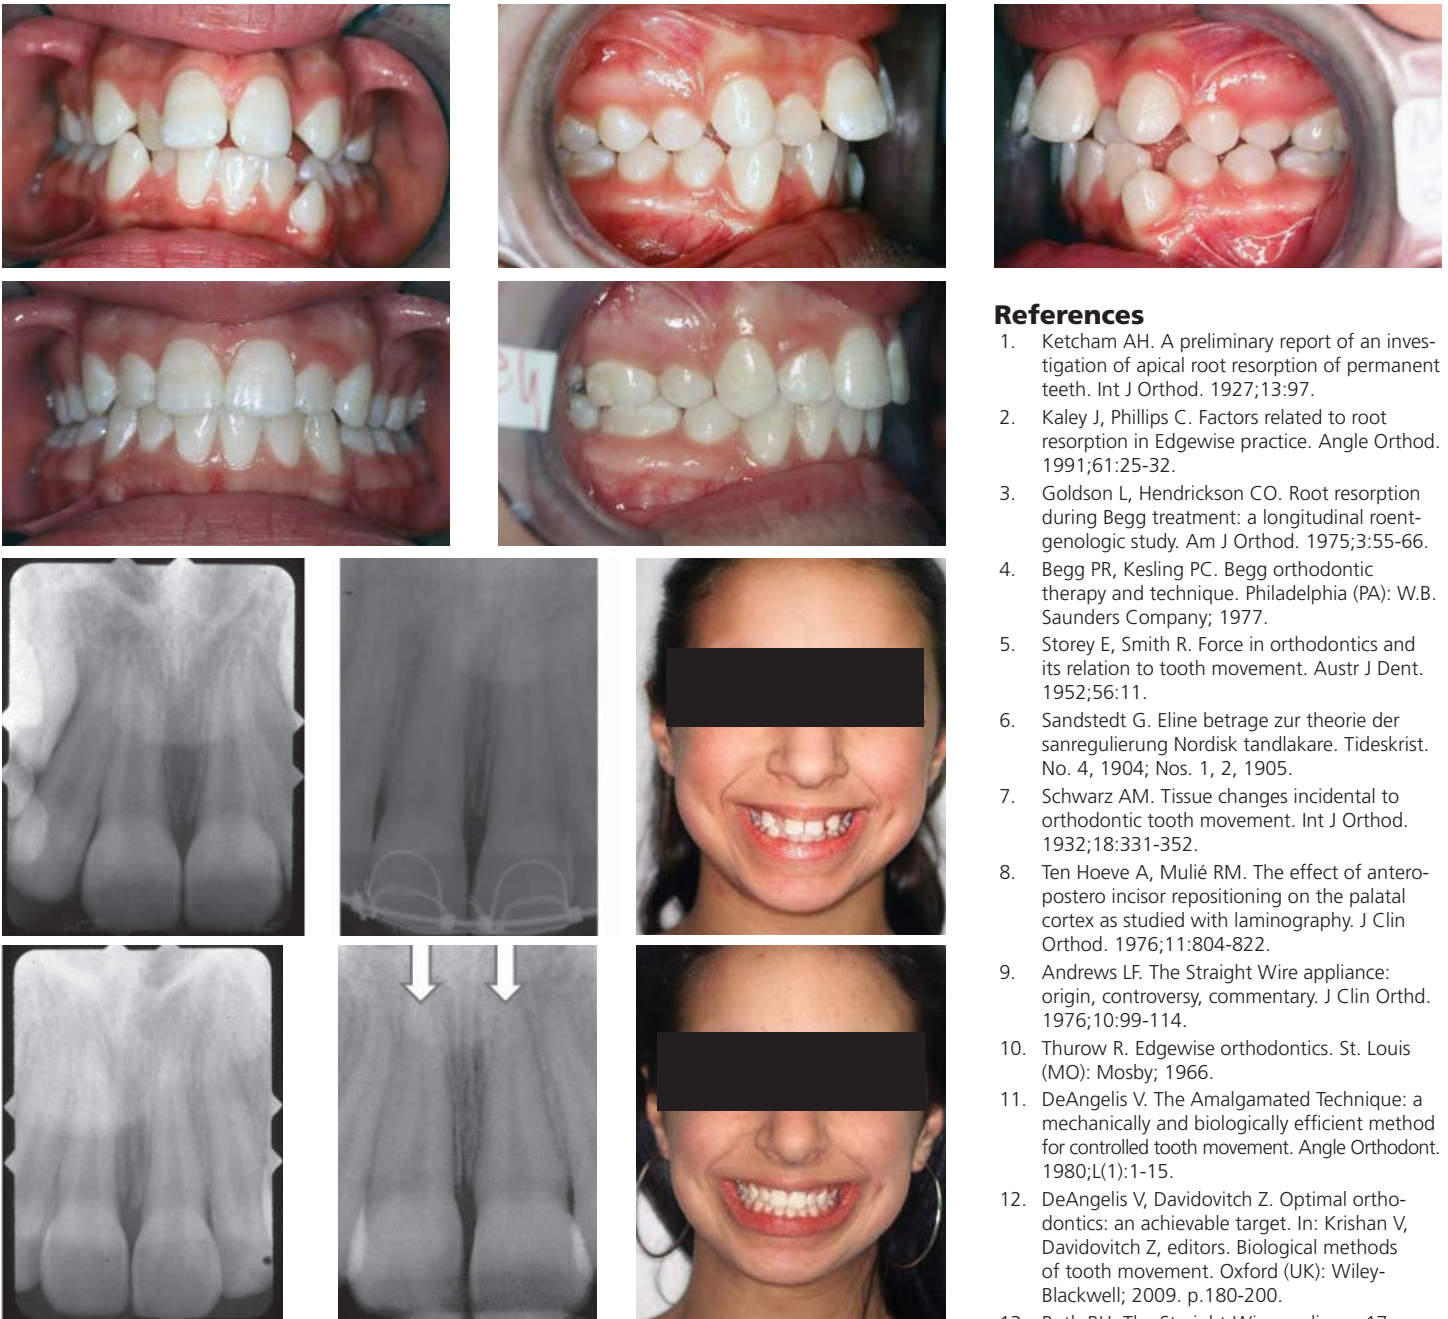 References
1. Ketcham AH. A preliminary report of an inves-
tigation of apical root resorption of permanent
teeth. Int J Orthod. 1927;13:97.
2. Kaley J, Phillips C. Factors related to root
resorption in Edgewise practice. Angle Orthod.
1991;61:25-32.
3. Goldson L, Hendrickson CO. Root resorption
during Begg treatment: a longitudinal roent-
genologic study. Am J Orthod. 1975;3:55-66.
4. Begg PR, Kesling PC. Begg orthodontic
therapy and technique. Philadelphia (PA): W.B.
Saunders Company; 1977.
5. Storey E, Smith R. Force in orthodontics and
its relation to tooth movement. Austr J Dent.
1952;56:11.
6. Sandstedt G. Eline betrage zur theorie der
sanregulierung Nordisk tandlakare. Tideskrist.
No. 4, 1904; Nos. 1, 2, 1905.
7. Schwarz AM. Tissue changes incidental to
orthodontic tooth movement. Int J Orthod.
1932;18:331-352.
8. Ten Hoeve A, Mulié RM. The effect of antero-
postero incisor repositioning on the palatal
cortex as studied with laminography. J Clin
Orthod. 1976;11:804-822.
9. Andrews LF. The Straight Wire appliance:
origin, controversy, commentary. J Clin Orthd.
1976;10:99-114.
10. Thurow R. Edgewise orthodontics. St. Louis
(MO): Mosby; 1966.
11. DeAngelis V. The Amalgamated Technique: a
mechanically and biologically efficient method
for controlled tooth movement. Angle Orthodont.
1980;L(1):1-15.
12. DeAngelis V, Davidovitch Z. Optimal ortho-
dontics: an achievable target. In: Krishan V,
Davidovitch Z, editors. Biological methods
of tooth movement. Oxford (UK): Wiley-
Blackwell; 2009. p.180-200.